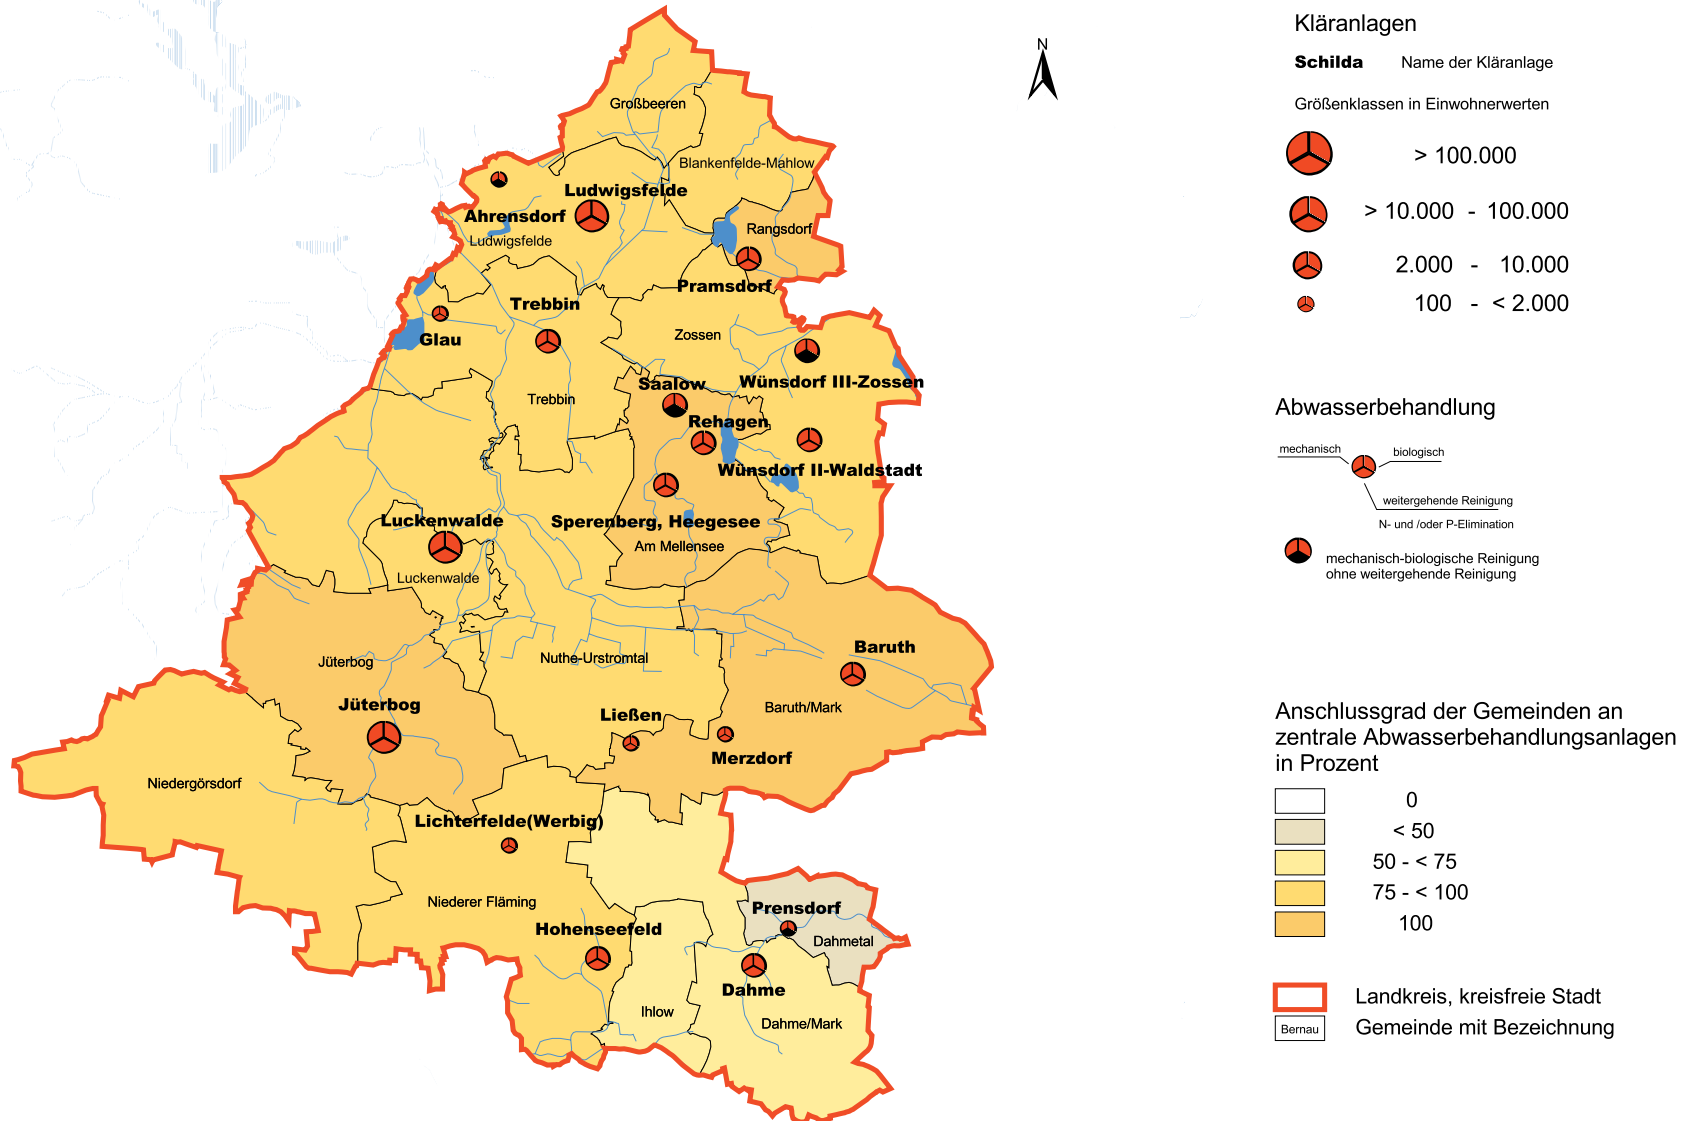 N
Großbeeren
Blankenfelde-Mahlow
Ludwigsfelde
Ahrensdorf
Ludwigsfelde
Rangsdorf
Pramsdorf
Trebbin
Glau
Zossen
Wünsdorf III-Zossen
Saalow
Trebbin
Rehagen
Wünsdorf II-Waldstadt
Luckenwalde
Sperenberg, Heegesee
Am Mellensee
Luckenwalde
Baruth
Jüterbog
Nuthe-Urstromtal
Jüterbog
Ließen
Baruth/Mark
Merzdorf
Niedergörsdorf
Lichterfelde(Werbig)
Niederer Fläming
Prensdorf
Hohenseefeld
Dahmetal
Dahme
Ihlow
Dahme/Mark
Kläranlagen
Schilda Name der Kläranlage
Größenklassen in Einwohnerwerten
> 100.000
> 10.000 - 100.000
2.000 - 10.000
100 - < 2.000
Abwasserbehandlung
mechanisch
biologisch
weitergehende Reinigung
N- und /oder P-Elimination
mechanisch-biologische Reinigung
ohne weitergehende Reinigung
Anschlussgrad der Gemeinden an
zentrale Abwasserbehandlungsanlagen
in Prozent
0
< 50
50 - < 75
75 - < 100
100
Landkreis, kreisfreie Stadt
Bernau Gemeinde mit Bezeichnung